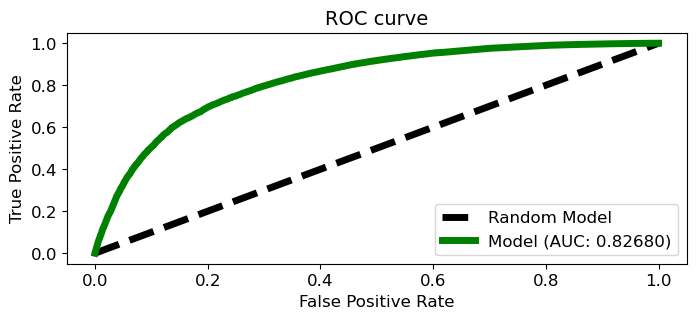 ROC curve
True Positive Rate
1.0
0.8
0.6
0.4
0.2
0.0
Random Model
Model (AUC: 0.82680)
0.0 0.2 0.4 0.6 0.8 1.0
False Positive Rate